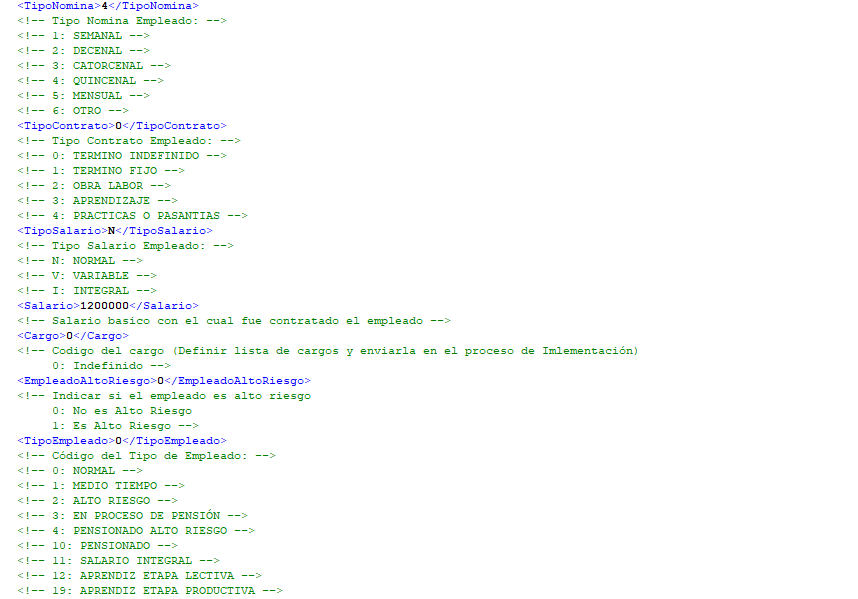 <TipoNomina>4</TipoNomina>
<!-- Tipo Nomina Empleado: -->
<!-- 1: SEMANAL -->
<!-- 2: DECENAL -->
<!-- 3: CATORCENAL -->
<!-- 4: QUINCENAL -->
<!-- 5: MENSUAL -->
<!-- 6: OTRO -->
<TipoContrato>0</TipoContrato>
<!-- Tipo Contrato Empleado: -->
<!-- 0: TERMINO INDEFINIDO -->
<!-- 1: TERMINO FIJO -->
<!-- 2: OBRA LABOR -->
<!-- 3: APRENDIZAJE -->
<!-- 4: PRACTICAS O PASANTIAS -->
<TipoSalario>N</TipoSalario>
<!-- Tipo Salario Empleado: -->
<!-- N: NORMAL -->
<!-- V: VARIABLE -->
<!-- I: INTEGRAL -->
<Salario>1200000</Salario>
<!-- Salario basico con el cual fue contratado el empleado -->
<Cargo>0</Cargo>
<!-- Codigo del cargo (Definir lista de cargos y enviarla en el proceso de Imlementación)
0: Indefinido -->
<EmpleadoAltoRiesgo>0</EmpleadoAltoRiesgo>
<!-- Indicar si el empleado es alto riesgo
0: No es Alto Riesgo
1: Es Alto Riesgo -->
<TipoEmpleado>0</TipoEmpleado>
<!-- Código del Tipo de Empleado: -->
<!-- 0: NORMAL -->
<!-- 1: MEDIO TIEMPO -->
<!-- 2: ALTO RIESGO -->
<!-- 3: EN PROCESO DE PENSIÓN -->
<!-- 4: PENSIONADO ALTO RIESGO -->
<!-- 10: PENSIONADO -->
<!-- 11: SALARIO INTEGRAL -->
<!-- 12: APRENDIZ ETAPA LECTIVA -->
<!-- 19: APRENDIZ ETAPA PRODUCTIVA -->